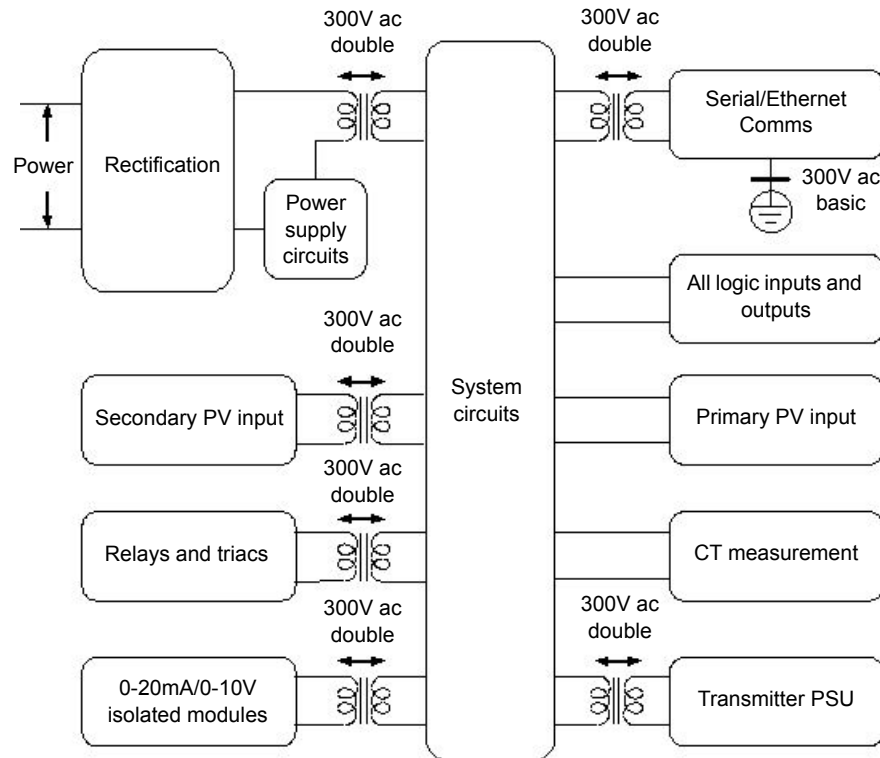 300V ac
double
300V ac
double
Power
Rectification
Power
supply
circuits
Serial/Ethernet
Comms
300V ac
basic
All logic inputs and
outputs
300V ac
double
Secondary PV input
System
circuits
Primary PV input
300V ac
double
Relays and triacs
CT measurement
300V ac
double
300V ac
double
0-20mA/0-10V
isolated modules
Transmitter PSU